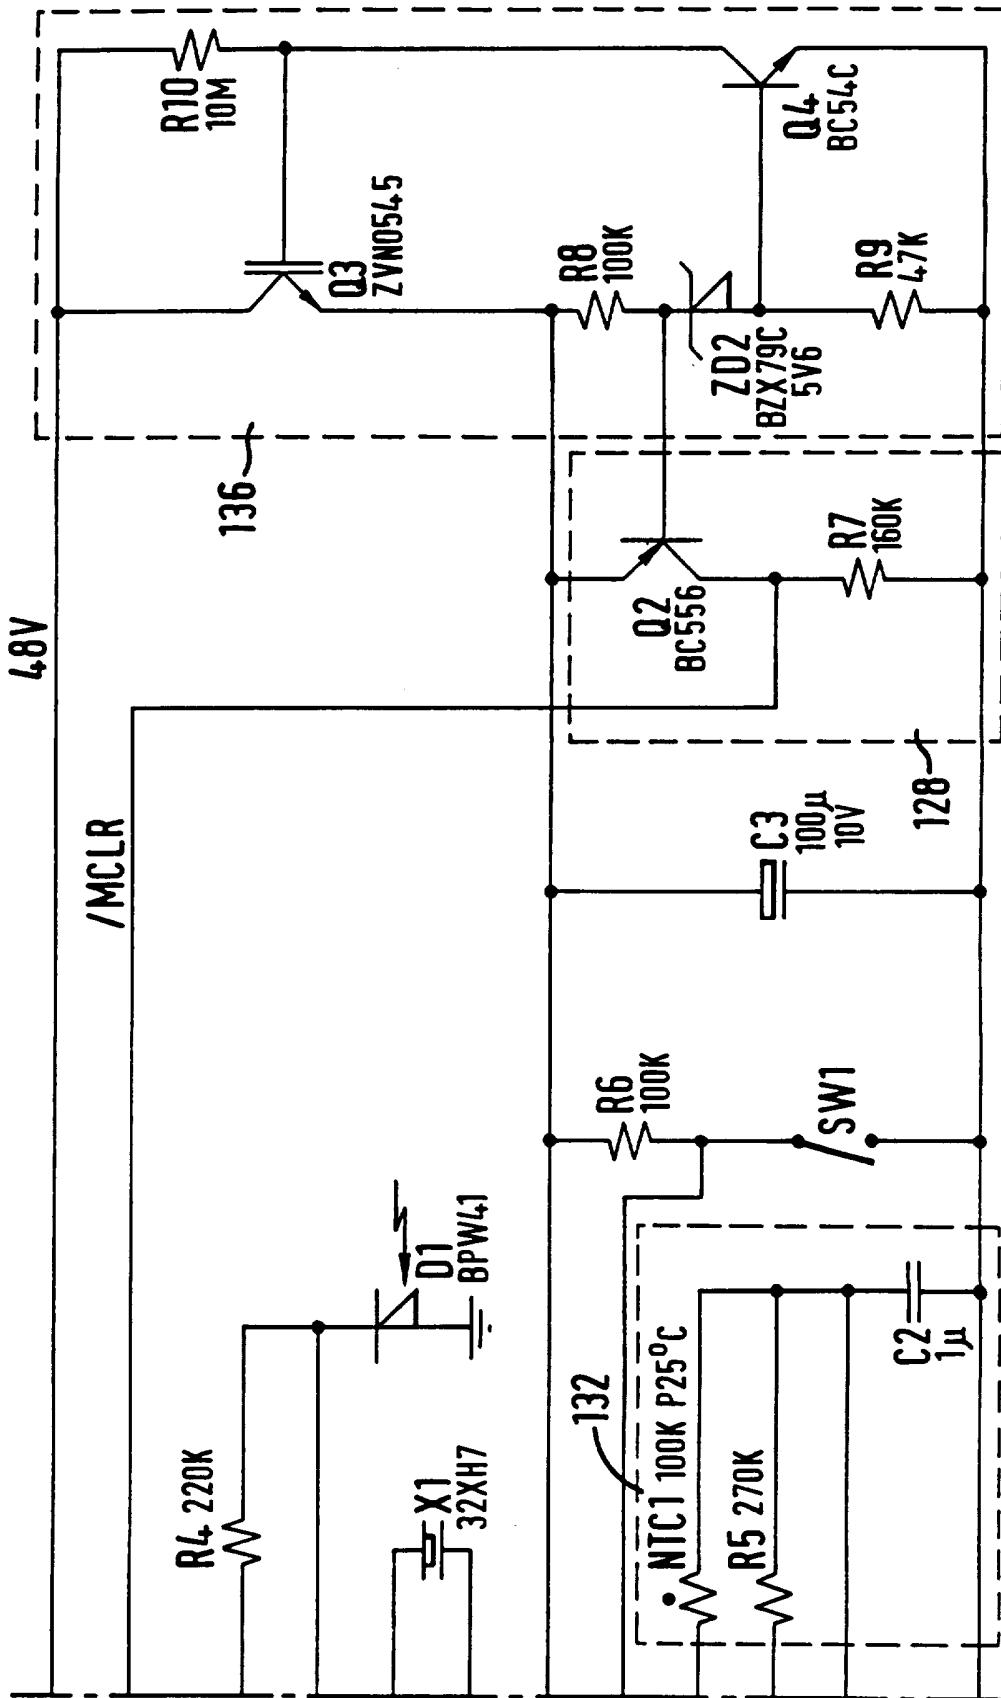 48V
/MCLR
R4 220K
X1
32XH7
D1
BPW41
132
NTC1 100K P25°C
R5 270K
C2
1µ
R6
100K
SW1
C3
100µ
10V
128
Q2
BC556
R7
160K
136
R10
10M
Q3
ZVN0545
R8
100K
ZD2
BZX79C
5V6
R9
47K
Q4
BC54C